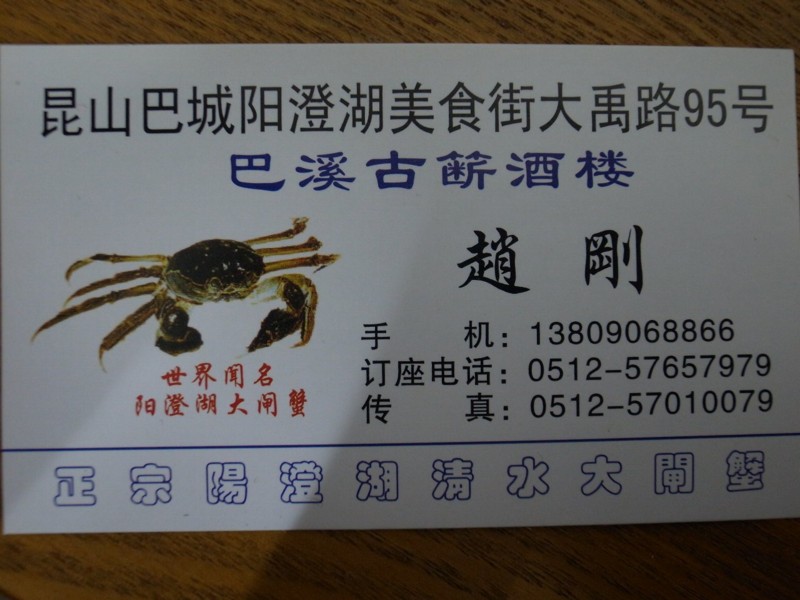 昆山巴城阳澄湖美食街大禹路95号
巴溪古簖酒楼
趙 剛
手 机：13809068866
订座电话：0512-57657979
传 真：0512-57010079
世界闻名
阳澄湖大闸蟹
正宗陽澄湖清水大閘蟹